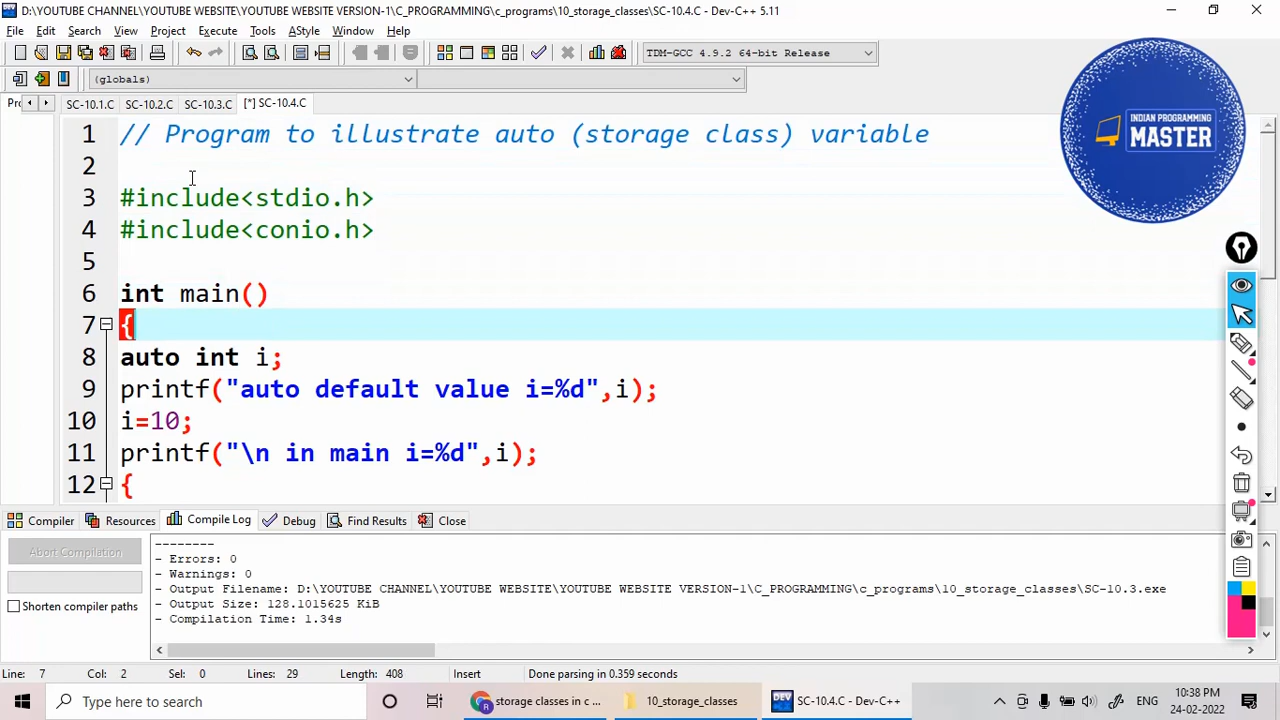 D:\YOUTUBE CHANNEL\YOUTUBE WEBSITE\YOUTUBE WEBSITE VERSION-1\C_PROGRAMMING\c_programs\10_storage_classes\SC-10.4.C - Dev-C++ 5.11
File Edit Search View Project Execute Tools AStyle Window Help
TDM-GCC 4.9.2 64-bit Release
(globals)
Prc SC-10.1.C SC-10.2.C SC-10.3.C [*] SC-10.4.C
INDIAN PROGRAMMING
MASTER
1 // Program to illustrate auto (storage class) variable
2
3 #include<stdio.h>
4 #include<conio.h>
5
6 int main()
7 {
8 auto int i;
9 printf("auto default value i=%d",i);
10 i=10;
11 printf("\n in main i=%d",i);
12 {
Compiler Resources Compile Log Debug Find Results Close
Abort Compilation
Shorten compiler paths
--------
- Errors: 0
- Warnings: 0
- Output Filename: D:\YOUTUBE CHANNEL\YOUTUBE WEBSITE\YOUTUBE WEBSITE VERSION-1\C_PROGRAMMING\c_programs\10_storage_classes\SC-10.3.exe
- Output Size: 128.1015625 KiB
- Compilation Time: 1.34s
Line: 7 Col: 2 Sel: 0 Lines: 29 Length: 408 Insert Done parsing in 0.359 seconds
Type here to search
storage classes in c ...
10_storage_classes
SC-10.4.C - Dev-C++
ENG
10:38 PM
24-02-2022